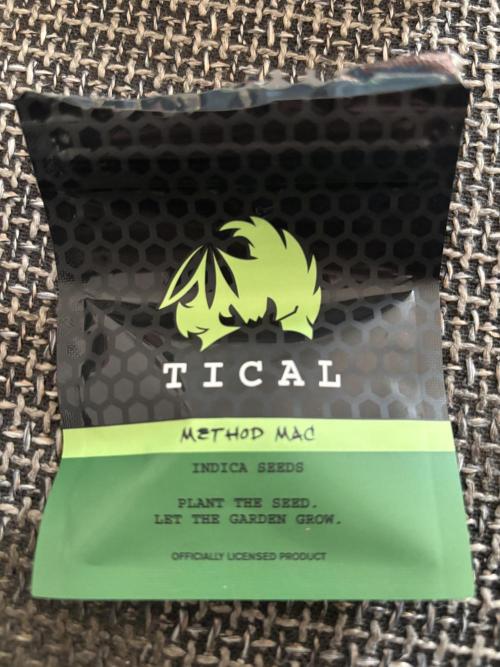 TICAL
METHOD MAC
INDICA SEEDS
PLANT THE SEED.
LET THE GARDEN GROW.
OFFICIALLY LICENSED PRODUCT